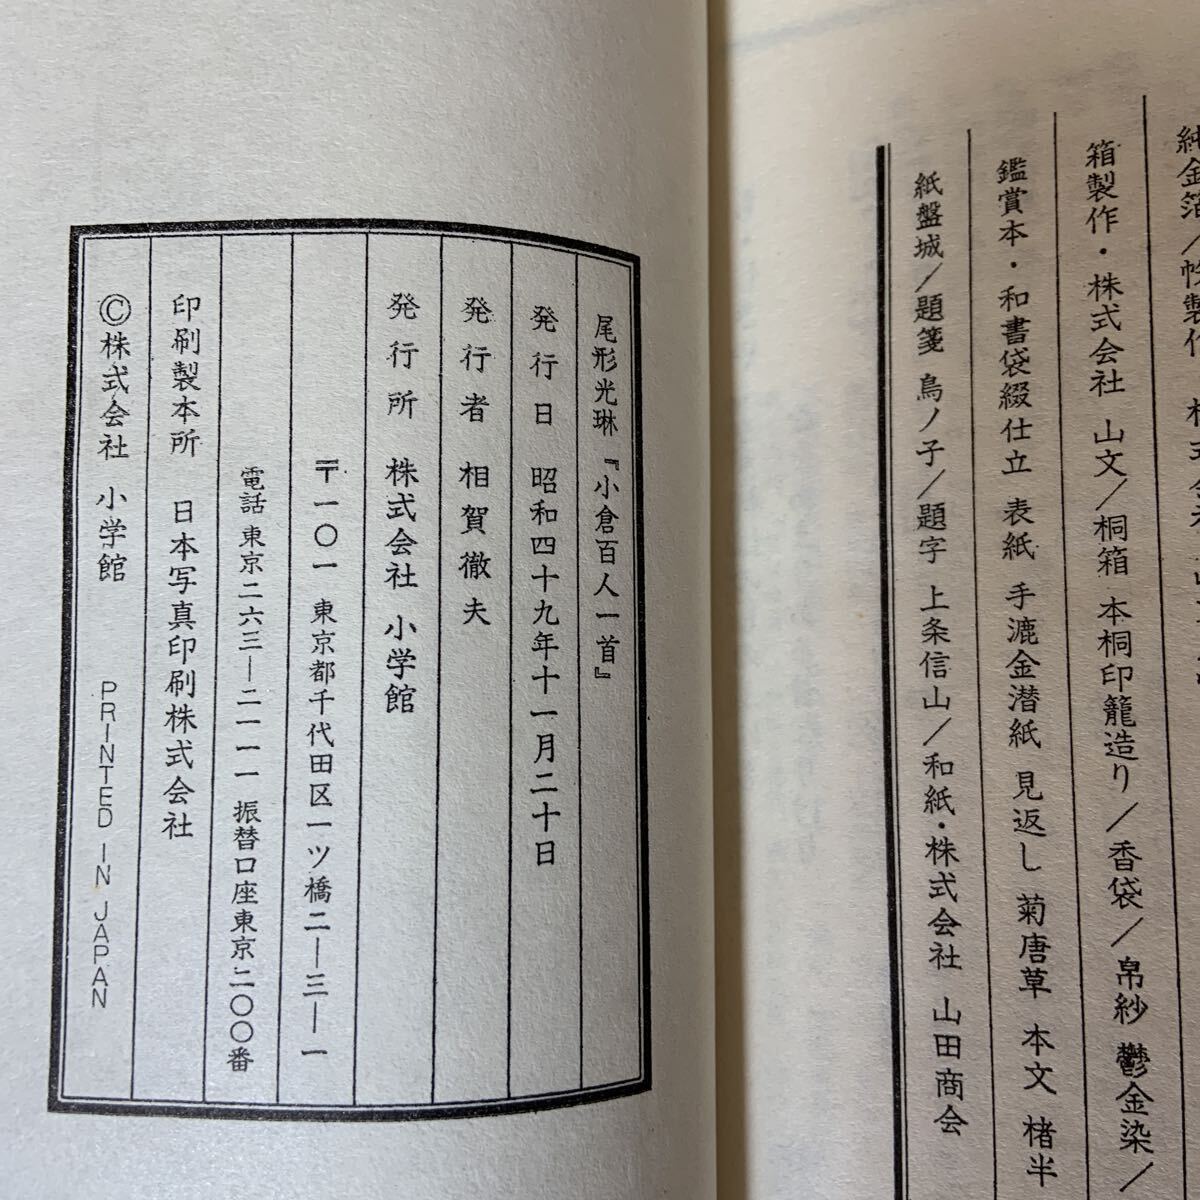 純金箔/帙製作
箱製作・株式会社 山文/桐箱 本桐印籠造り/香袋/帛紗 鬱金染/
鑑賞本・和書袋綴仕立 表紙 手漉金潜紙 見返し 菊唐草 本文 楮半
紙盤城/題箋 鳥ノ子/題字 上条信山/和紙・株式会社 山田商会
尾形光琳『小倉百人一首』
発行日 昭和四十九年十一月二十日
発行者 相賀徹夫
発行所 株式会社 小学館
〒一〇一 東京都千代田区一ツ橋二ー三ー一
電話 東京二六三ー二一一一 振替口座東京二〇〇番
印刷製本所 日本写真印刷株式会社
©株式会社 小学館 PRINTED IN JAPAN